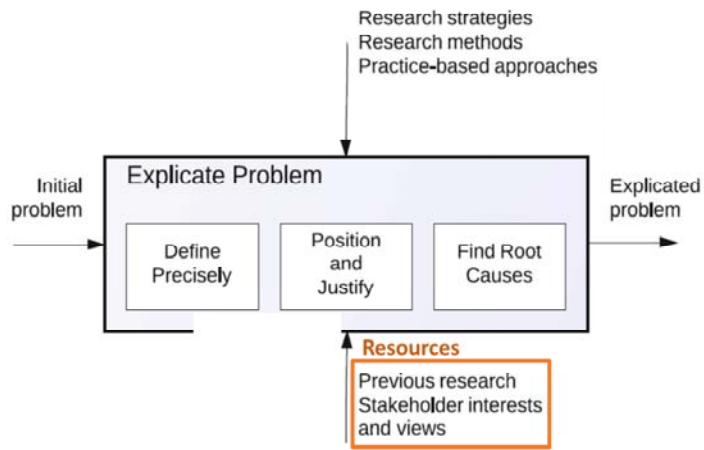 Research strategies
Research methods
Practice-based approaches
Explicate Problem
Initial
problem
Define
Precisely
Position
and
Justify
Find Root
Causes
Explicated
problem
Resources
Previous research
Stakeholder interests
and views